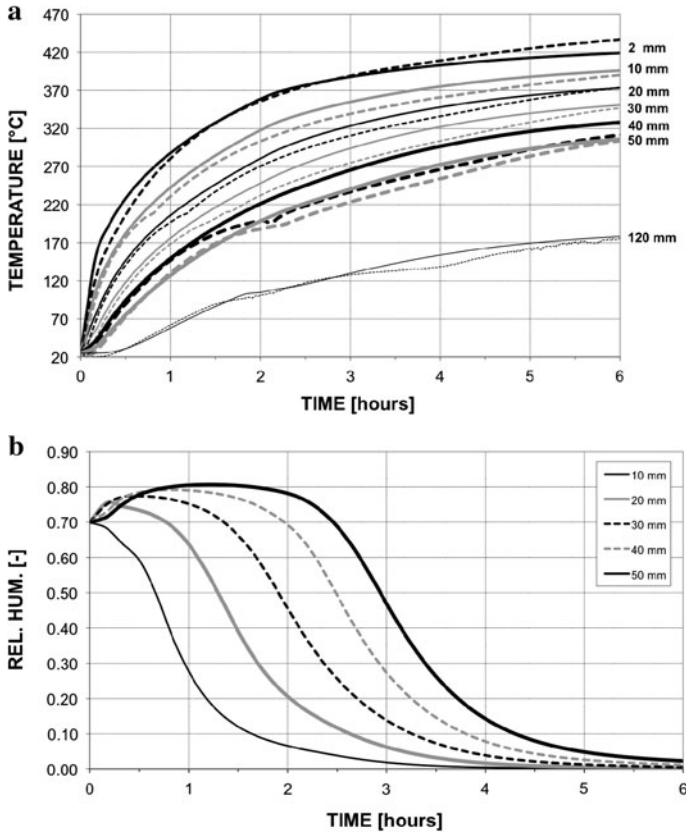 a
470
420
370
320
270
220
170
120
70
20
TEMPERATURE [°C]
2 mm
10 mm
20 mm
30 mm
40 mm
50 mm
120 mm
0 1 2 3 4 5 6
TIME [hours]
b
0.90
0.80
0.70
0.60
0.50
0.40
0.30
0.20
0.10
0.00
REL. HUM. [-]
10 mm
20 mm
30 mm
40 mm
50 mm
0 1 2 3 4 5 6
TIME [hours]